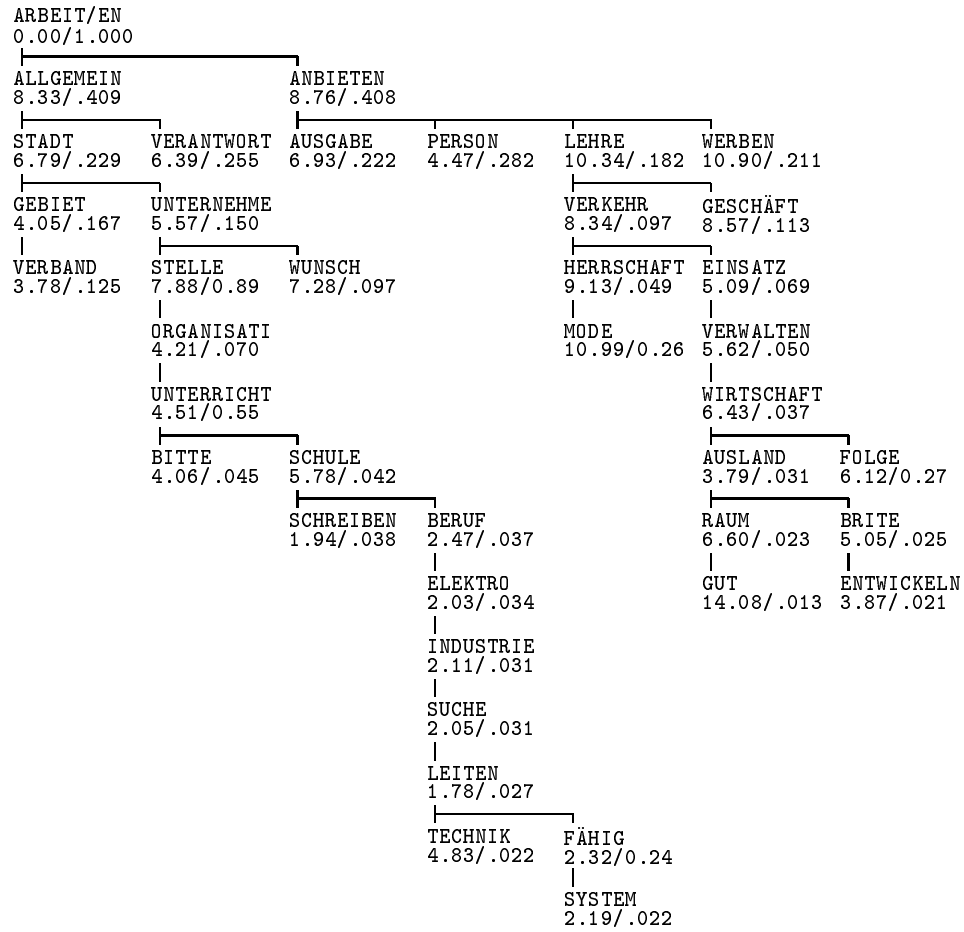 ARBEIT/EN
0.00/1.000
ALLGEMEIN ANBIETEN
8.33/.409 8.76/.408
STADT VERANTWORT AUSGABE PERSON LEHRE WERBEN
6.79/.229 6.39/.255 6.93/.222 4.47/.282 10.34/.182 10.90/.211
GEBIET UNTERNEHME VERKEHR GESCHÄFT
4.05/.167 5.57/.150 8.34/.097 8.57/.113
VERBAND STELLE WUNSCH HERRSCHAFT EINSATZ
3.78/.125 7.88/0.89 7.28/.097 9.13/.049 5.09/.069
ORGANISATI MODE VERWALTEN
4.21/.070 10.99/0.26 5.62/.050
UNTERRICHT WIRTSCHAFT
4.51/0.55 6.43/.037
BITTE SCHULE AUSLAND FOLGE
4.06/.045 5.78/.042 3.79/.031 6.12/0.27
SCHREIBEN BERUF RAUM BRITE
1.94/.038 2.47/.037 6.60/.023 5.05/.025
ELEKTRO GUT ENTWICKELN
2.03/.034 14.08/.013 3.87/.021
INDUSTRIE
2.11/.031
SUCHE
2.05/.031
LEITEN
1.78/.027
TECHNIK FÄHIG
4.83/.022 2.32/0.24
SYSTEM
2.19/.022